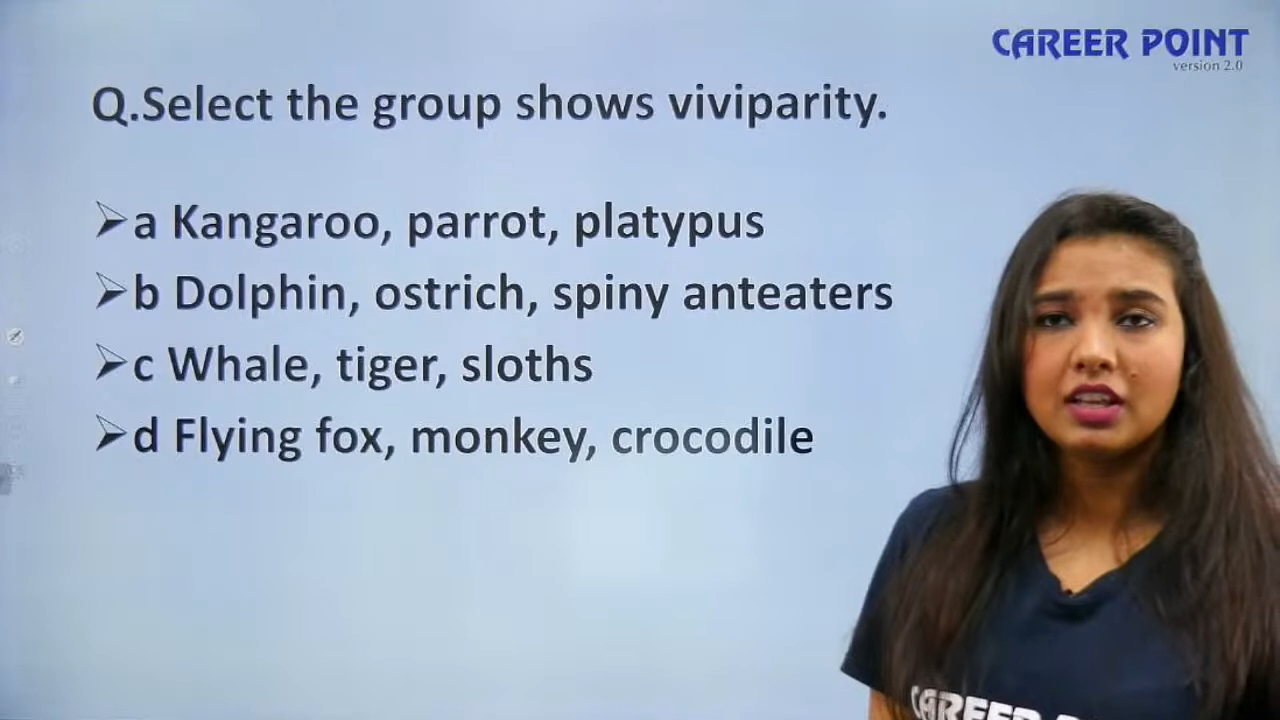 CAREER POINT
version 2.0
Q.Select the group shows viviparity.
➢a Kangaroo, parrot, platypus
➢b Dolphin, ostrich, spiny anteaters
➢c Whale, tiger, sloths
➢d Flying fox, monkey, crocodile
CAREER